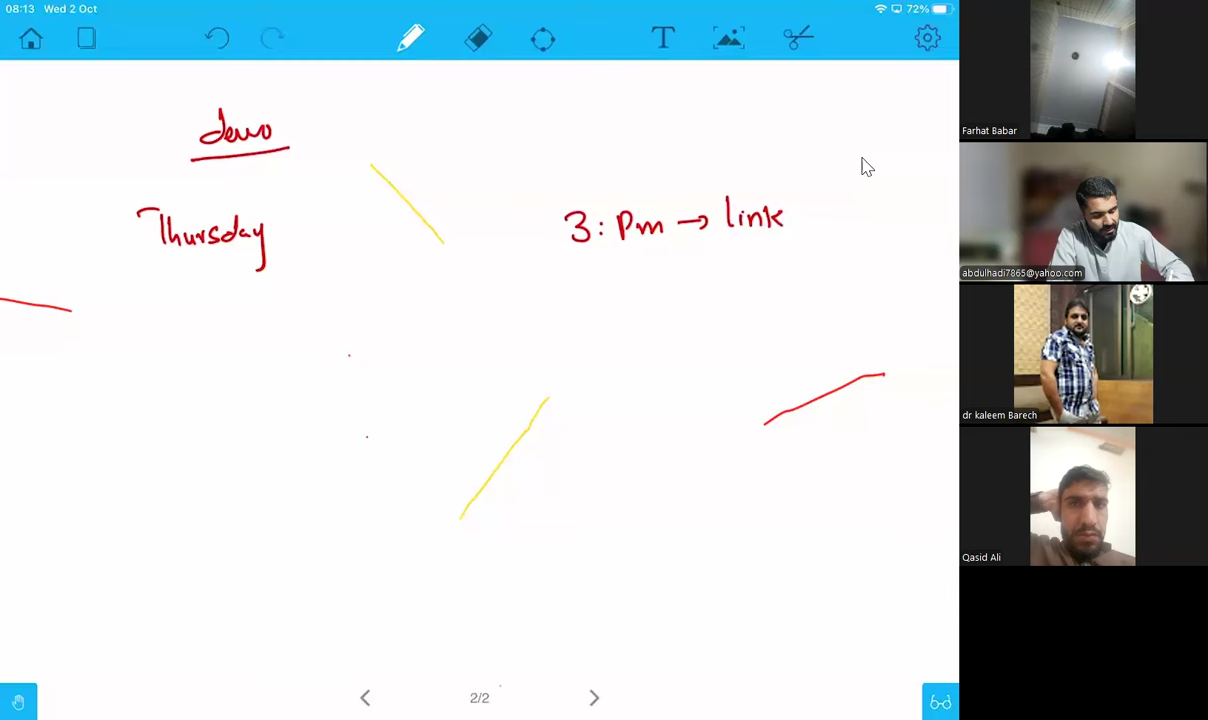 08:13 Wed 2 Oct
72%
T
demo
Thursday
3: Pm → link
2/2
Farhat Babar
abdulhadi7865@yahoo.com
dr kaleem Barech
Qasid Ali